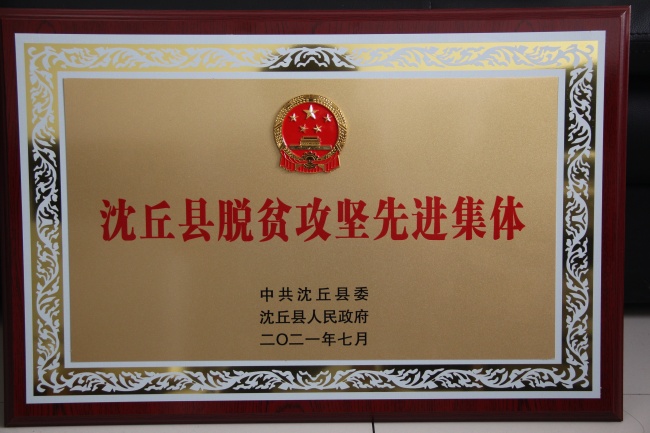 沈丘县脱贫攻坚先进集体
中共沈丘县委
沈丘县人民政府
二〇二一年七月